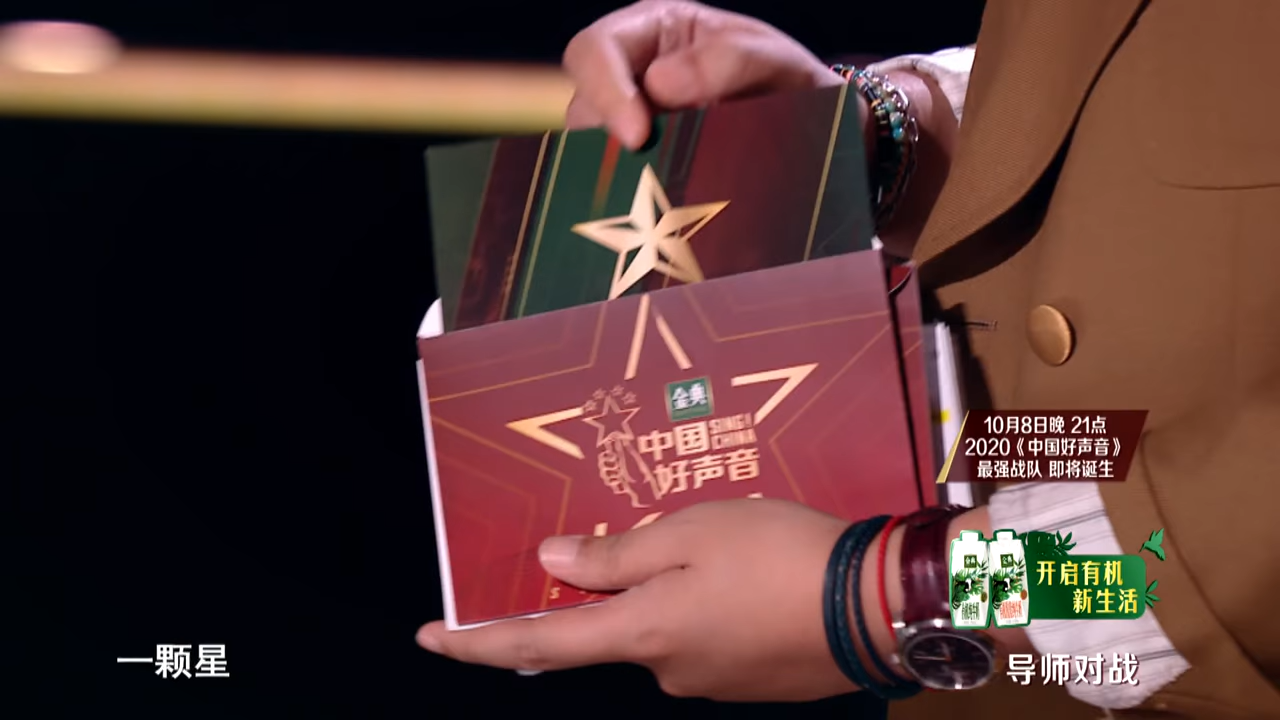 金典
中国
SING!
CHINA
好声音
10月8日晚 21点
2020《中国好声音》
最强战队 即将诞生
开启有机
新生活
一颗星
导师对战